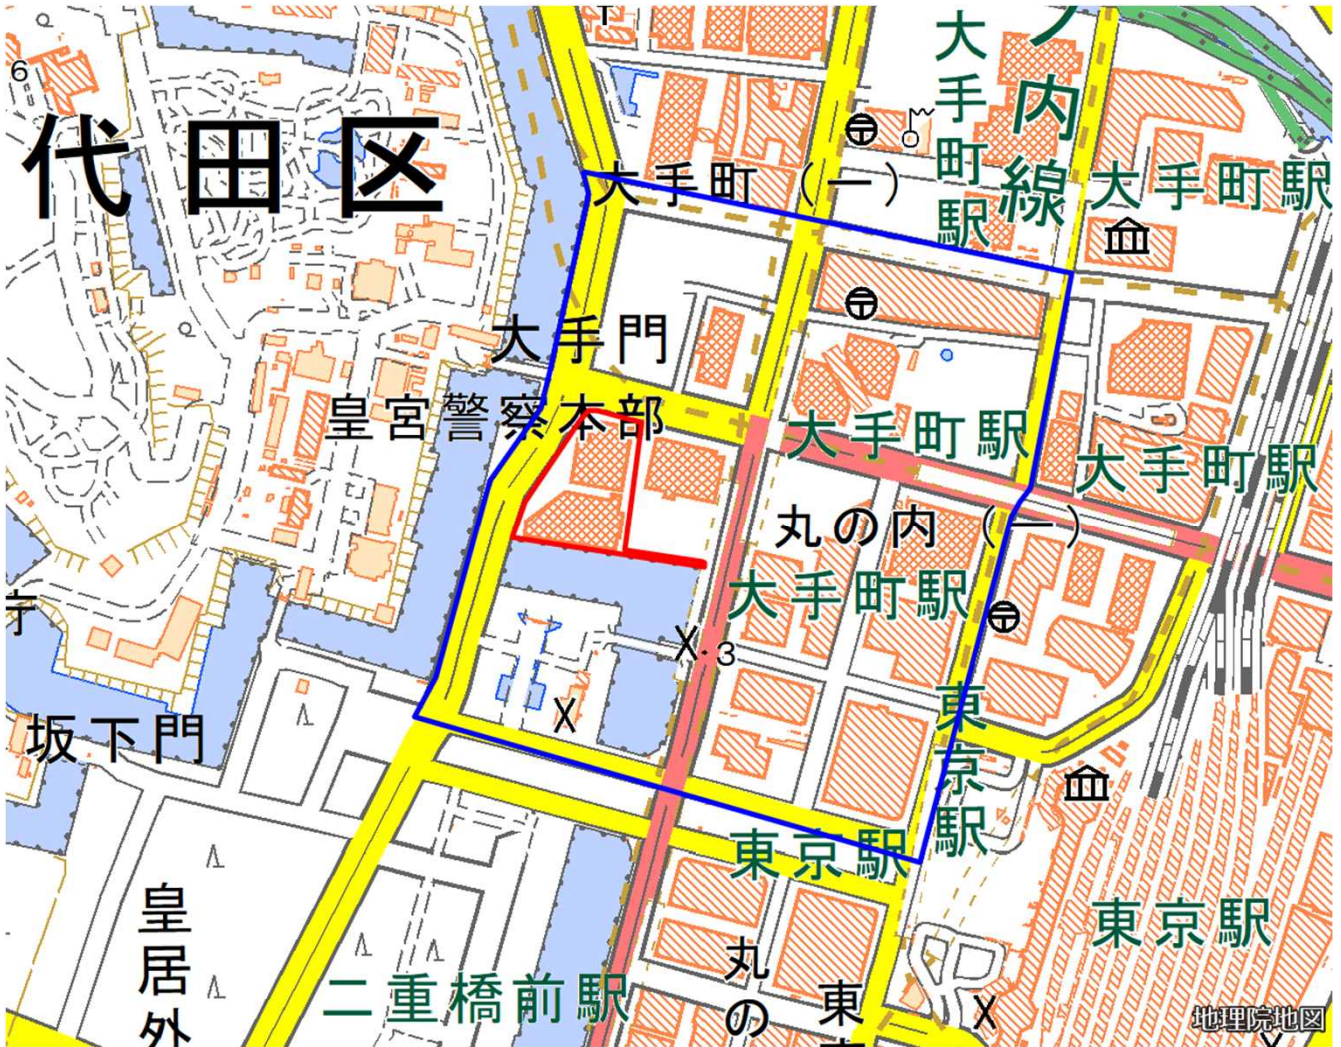 6
代田区
大手町駅
ノ内線
大手町（一）
大手町駅
大手門
皇宮警察本部
大手町駅
大手町駅
丸の内（一）
大手町駅
3
坂下門
東京駅
東京駅
東京駅
皇居外
二重橋前駅
丸の
東京
地理院地図